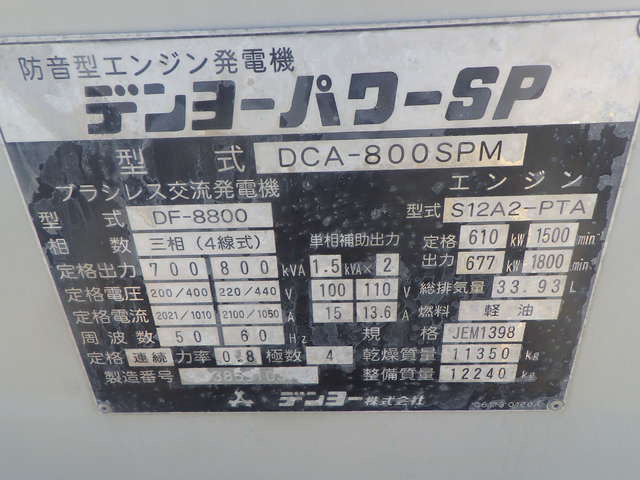 防音型エンジン発電機
デンヨーパワーSP
型式 DCA-800SPM
ブラシレス交流発電機 エンジン
型式 DF-8800 型式 S12A2-PTA
相数 三相(4線式) 単相補助出力 定格 610 kW 1500 min
定格出力 700 800 kVA 1.5 kVA×2 出力 677 kW 1800 min
定格電圧 200/400 220/440 V 100 110 V 総排気量 33.93 L
定格電流 2021/1010 2100/1050 A 15 13.6 A 燃料 軽油
周波数 50 60 Hz 規格 JEM1398
定格 連続 力率 0.8 極数 4 乾燥質量 11350 kg
製造番号 整備質量 12240 kg
デンヨー株式会社